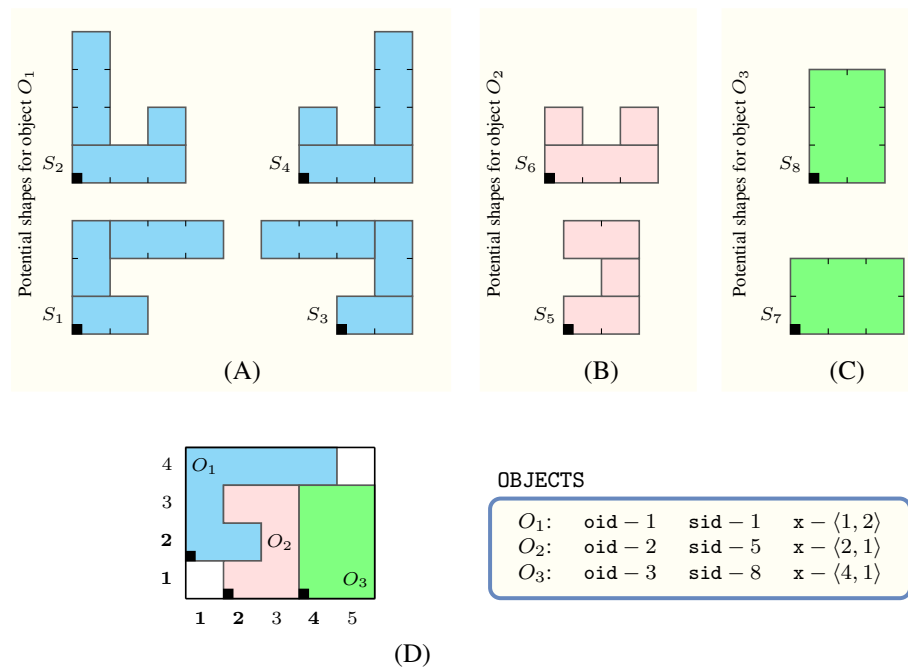 Potential shapes for object O₁
S₂
S₄
S₁
S₃
(A)
Potential shapes for object O₂
S₆
S₅
(B)
Potential shapes for object O₃
S₈
S₇
(C)
4
3
2
1
O₁
O₂
O₃
1 2 3 4 5
(D)
OBJECTS
O₁: oid − 1 sid − 1 x − ⟨1, 2⟩
O₂: oid − 2 sid − 5 x − ⟨2, 1⟩
O₃: oid − 3 sid − 8 x − ⟨4, 1⟩